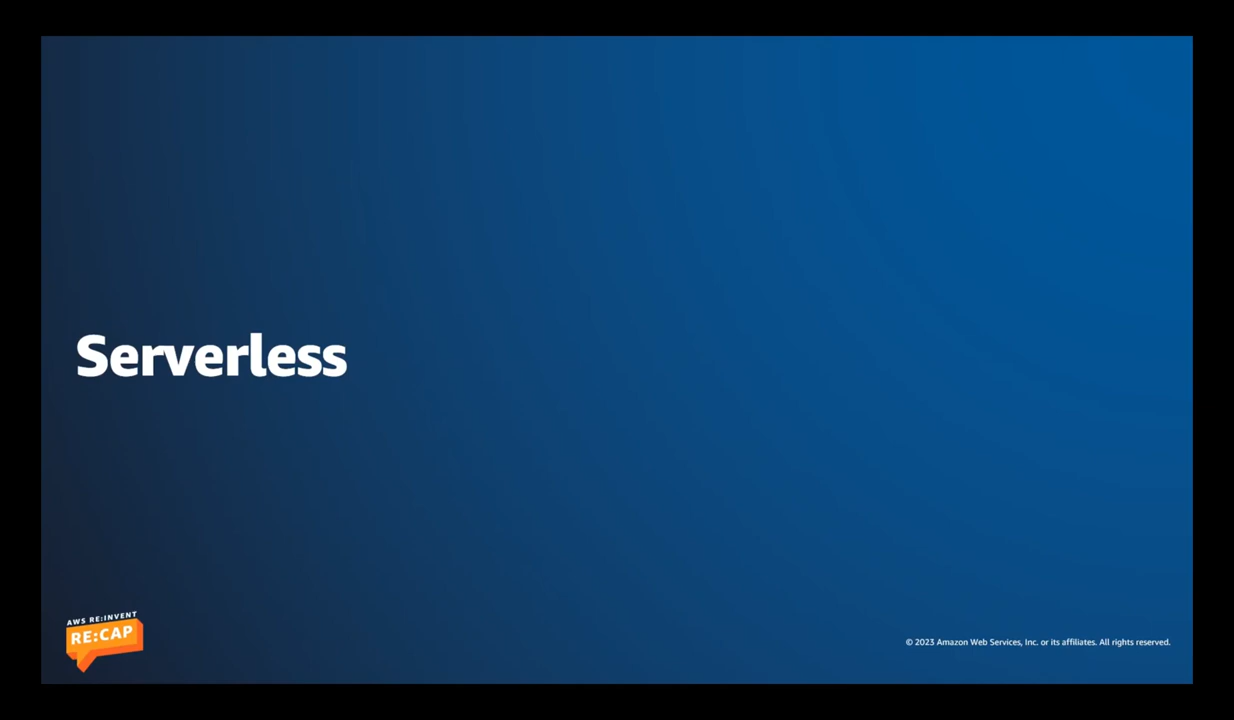 Serverless
AWS RE:INVENT
RE:CAP
© 2023 Amazon Web Services, Inc. or its affiliates. All rights reserved.